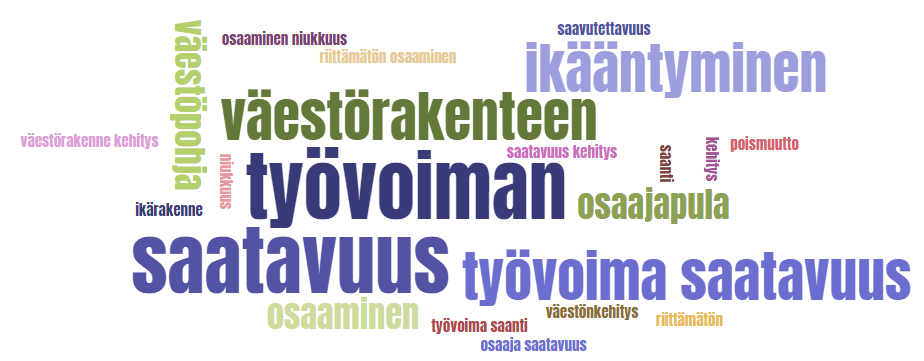 saavutettavuus
osaaminen niukkuus
riittämätön osaaminen
ikääntyminen
väestöpohja
väestörakenteen
väestörakenne kehitys
saatavuus kehitys
poismuutto
kehitys
saanti
niukkuus
työvoiman
osaajapula
ikärakenne
saatavuus
työvoima saatavuus
osaaminen
väestönkehitys
työvoima saanti
riittämätön
osaaja saatavuus